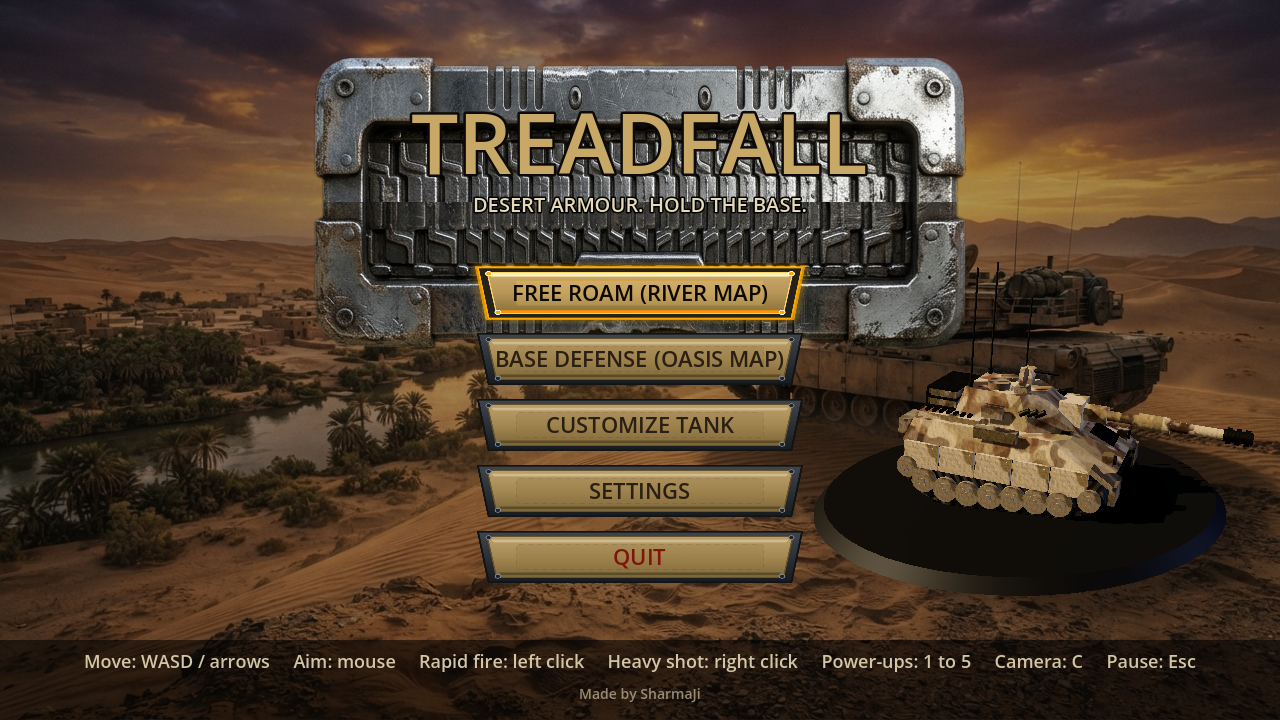 TREADFALL
DESERT ARMOUR. HOLD THE BASE.
FREE ROAM (RIVER MAP)
BASE DEFENSE (OASIS MAP)
CUSTOMIZE TANK
SETTINGS
QUIT
Move: WASD / arrows Aim: mouse Rapid fire: left click Heavy shot: right click Power-ups: 1 to 5 Camera: C Pause: Esc
Made by SharmaJi